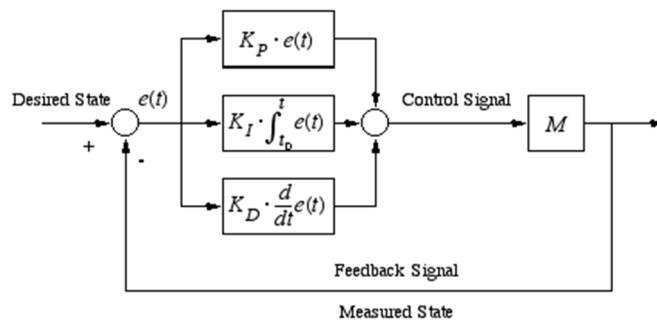 K_P · e(t)
Desired State
e(t)
Control Signal
K_I · ∫_{t_0}^{t} e(t)
M
+
-
K_D · d/dt e(t)
Feedback Signal
Measured State